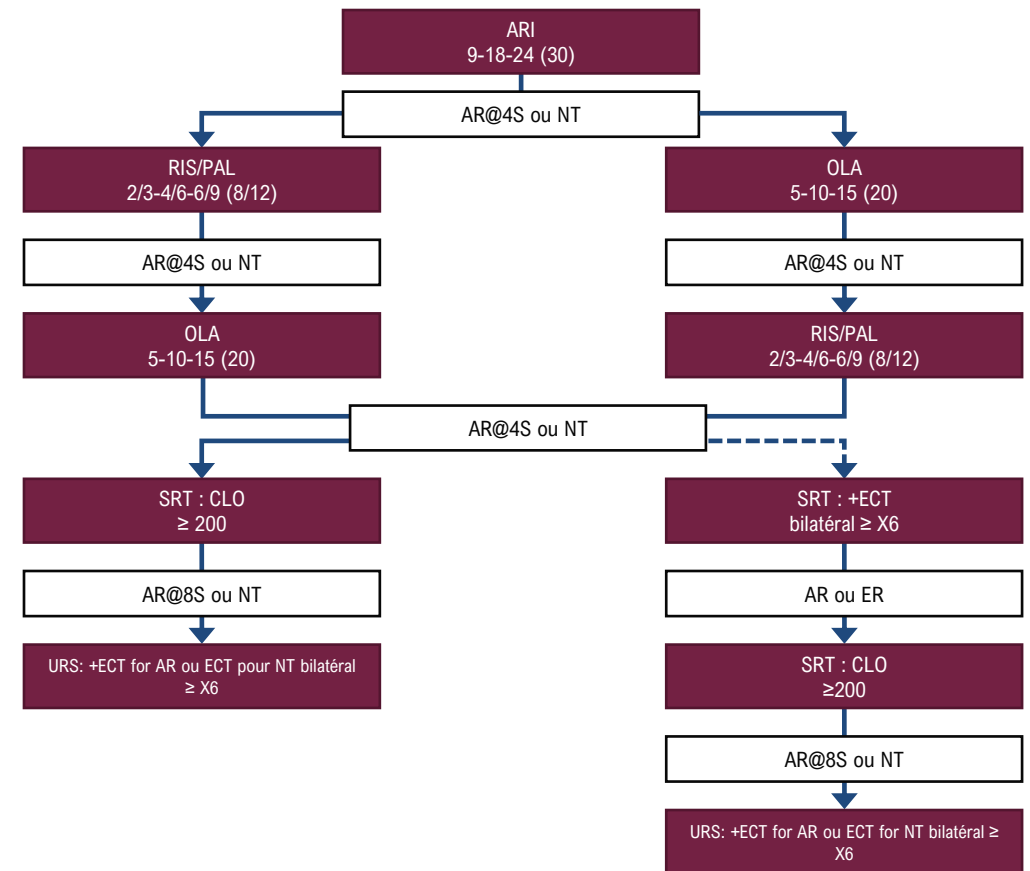 ARI
9-18-24 (30)
AR@4S ou NT
RIS/PAL
2/3-4/6-6/9 (8/12)
OLA
5-10-15 (20)
AR@4S ou NT
AR@4S ou NT
OLA
5-10-15 (20)
RIS/PAL
2/3-4/6-6/9 (8/12)
AR@4S ou NT
SRT : CLO
≥ 200
SRT : +ECT
bilatéral ≥ X6
AR@8S ou NT
AR ou ER
URS: +ECT for AR ou ECT pour NT bilatéral
≥ X6
SRT : CLO
≥200
AR@8S ou NT
URS: +ECT for AR ou ECT for NT bilatéral ≥
X6